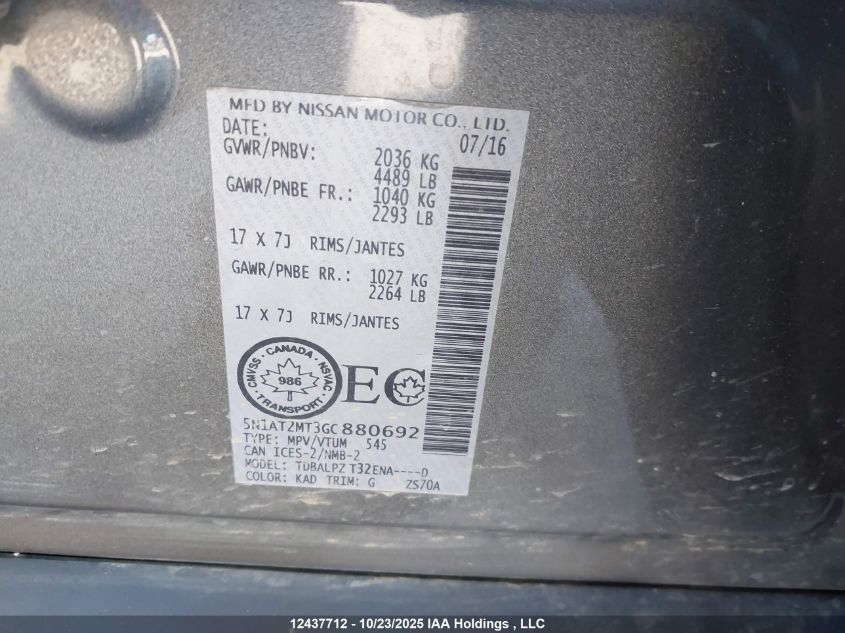 MFD BY NISSAN MOTOR CO., LTD.
DATE: 07/16
GVWR/PNBV: 2036 KG
4489 LB
GAWR/PNBE FR.: 1040 KG
2293 LB
17 X 7J RIMS/JANTES
GAWR/PNBE RR.: 1027 KG
2264 LB
17 X 7J RIMS/JANTES
CMVSS · CANADA · NSVAC
986
TRANSPORT
EC
5N1AT2MT3GC880692
TYPE: MPV/VTUM 545
CAN ICES-2/NMB-2
MODEL: TDBALPZ T32ENA----D
COLOR: KAD TRIM: G ZS70A
12437712 - 10/23/2025 IAA Holdings , LLC